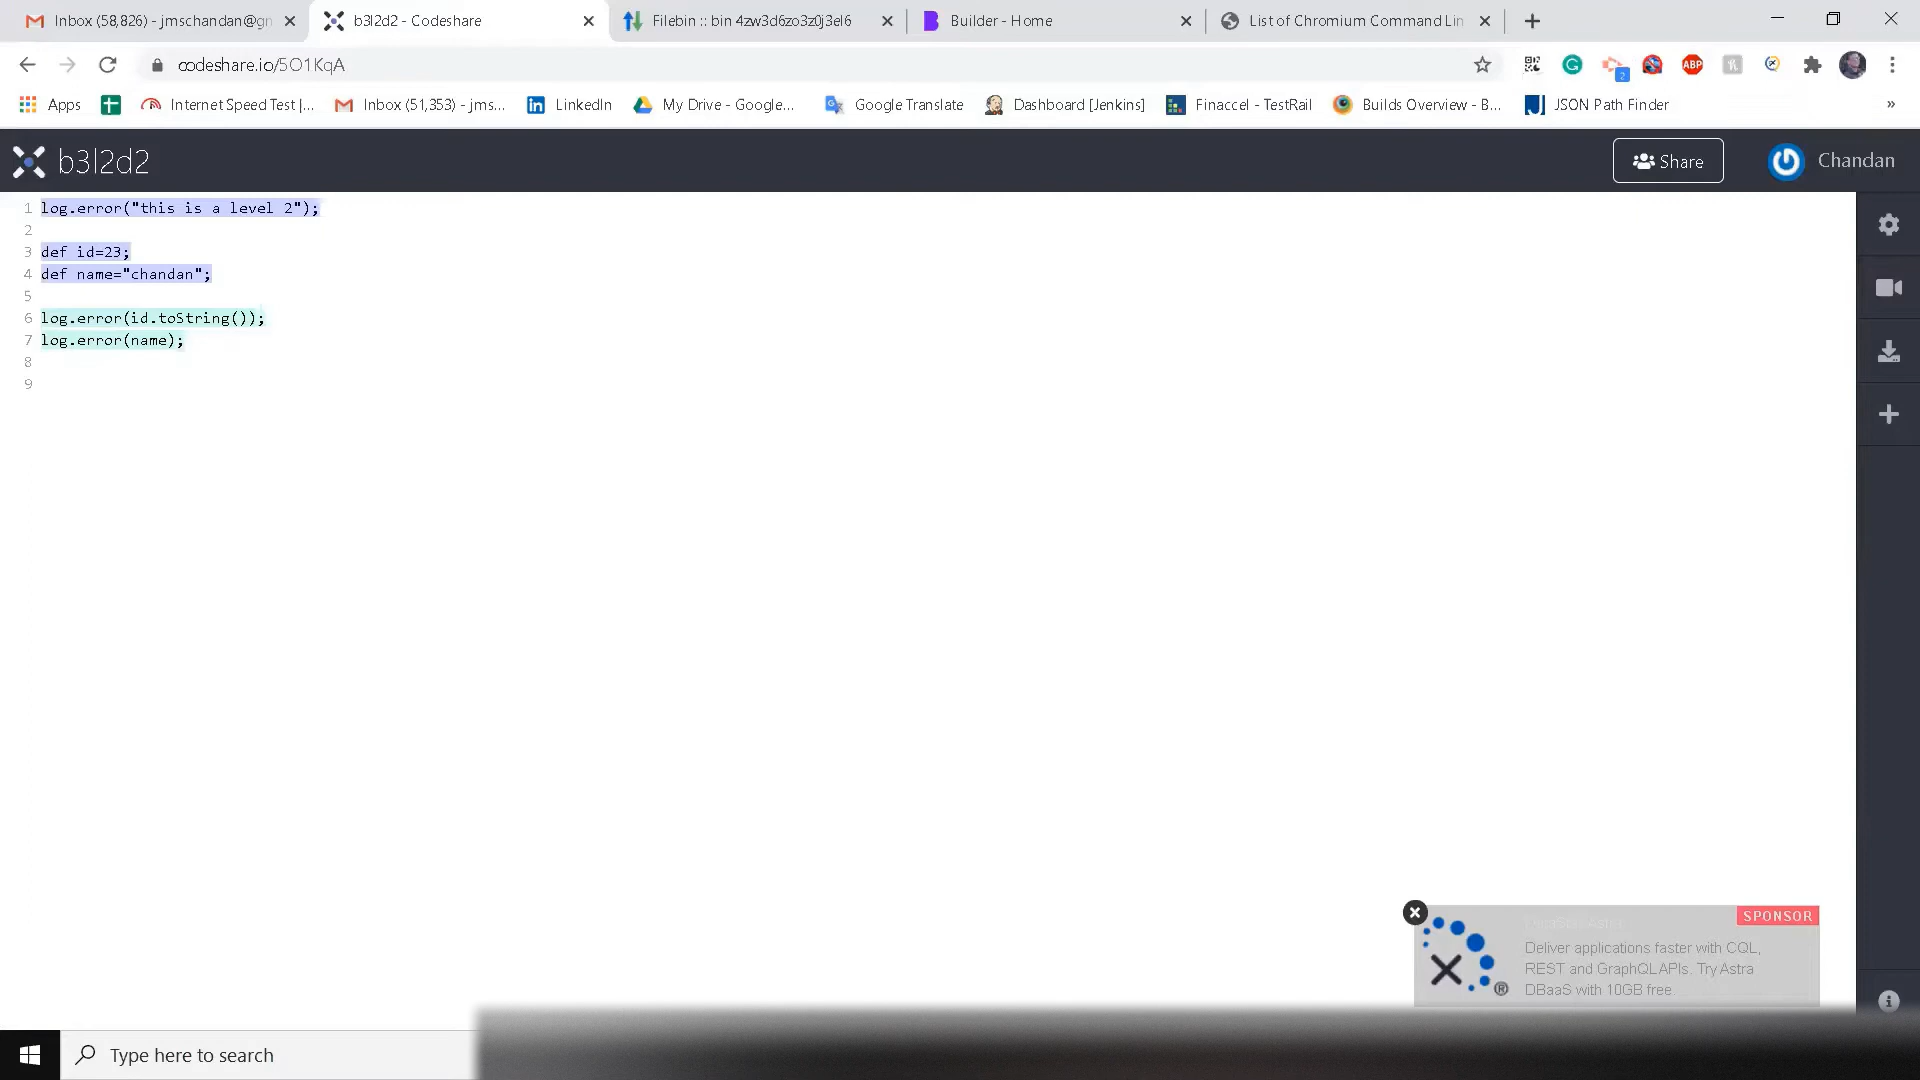 Inbox (58,826) - jmschandan@gn
b3l2d2 - Codeshare
Filebin :: bin 4zw3d6zo3z0j3el6
Builder - Home
List of Chromium Command Lin
codeshare.io/5O1KqA
2
ABP
Apps
Internet Speed Test |...
Inbox (51,353) - jms...
LinkedIn
My Drive - Google...
Google Translate
Dashboard [Jenkins]
Finaccel - TestRail
Builds Overview - B...
JSON Path Finder
»
b3l2d2
Share
Chandan
1 log.error("this is a level 2");
2
3 def id=23;
4 def name="chandan";
5
6 log.error(id.toString());
7 log.error(name);
8
9
SPONSOR
Deliver applications faster with CQL,
REST and GraphQL APIs. Try Astra
DBaaS with 10GB free.
Type here to search